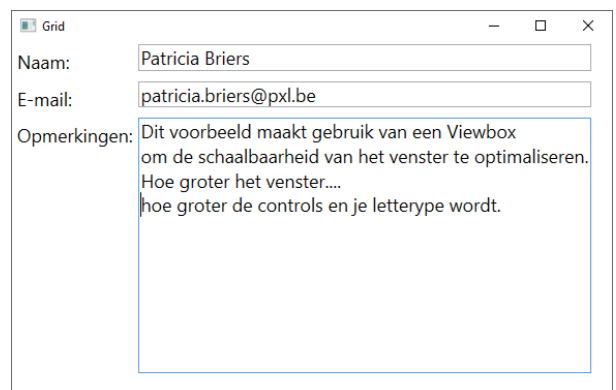 Grid
Naam:
Patricia Briers
E-mail:
patricia.briers@pxl.be
Opmerkingen:
Dit voorbeeld maakt gebruik van een Viewbox
om de schaalbaarheid van het venster te optimaliseren.
Hoe groter het venster....
hoe groter de controls en je letterype wordt.